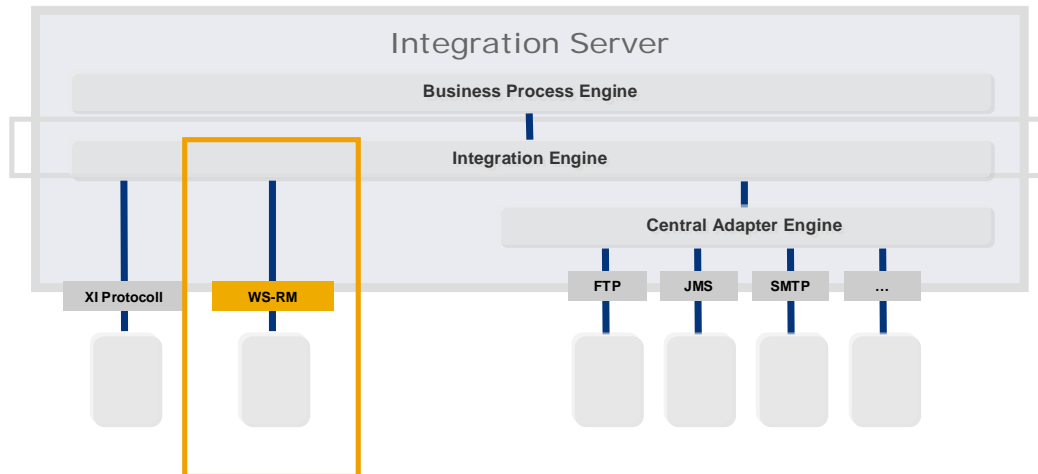 Integration Server
Business Process Engine
Integration Engine
Central Adapter Engine
XI Protocoll
WS-RM
FTP
JMS
SMTP
...